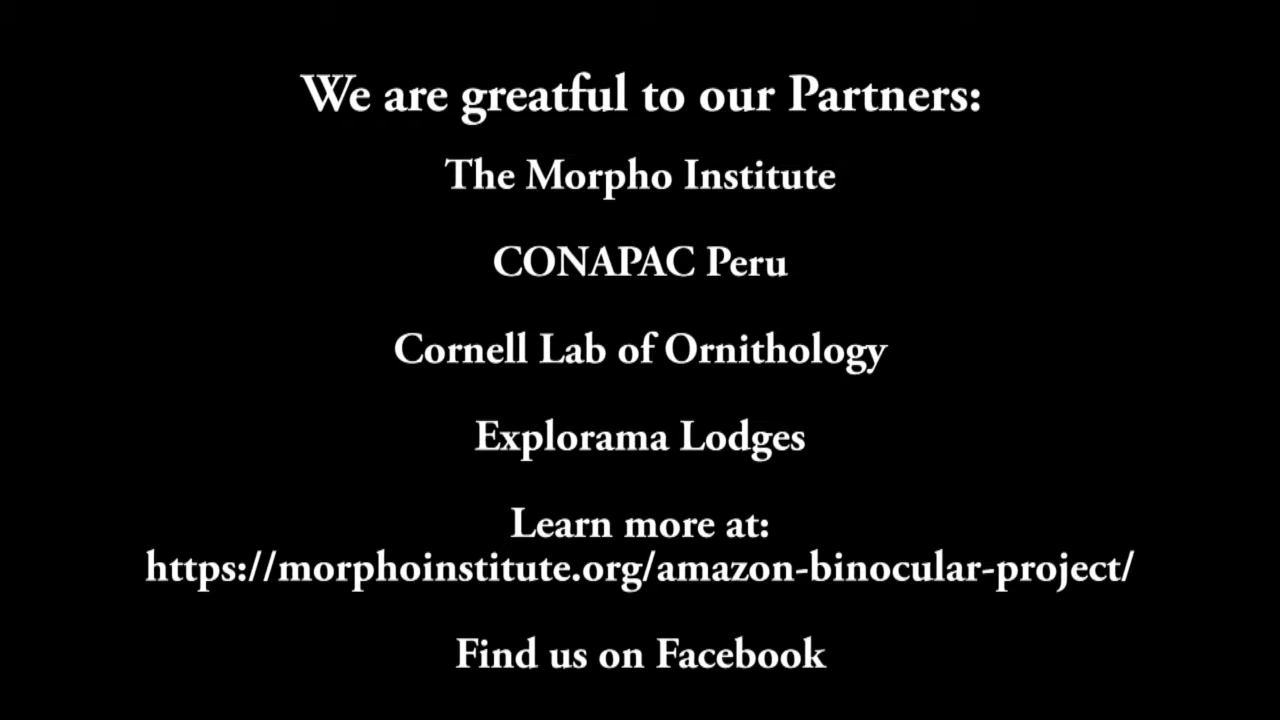 We are greatful to our Partners:
The Morpho Institute
CONAPAC Peru
Cornell Lab of Ornithology
Explorama Lodges
Learn more at:
https://morphoinstitute.org/amazon-binocular-project/
Find us on Facebook